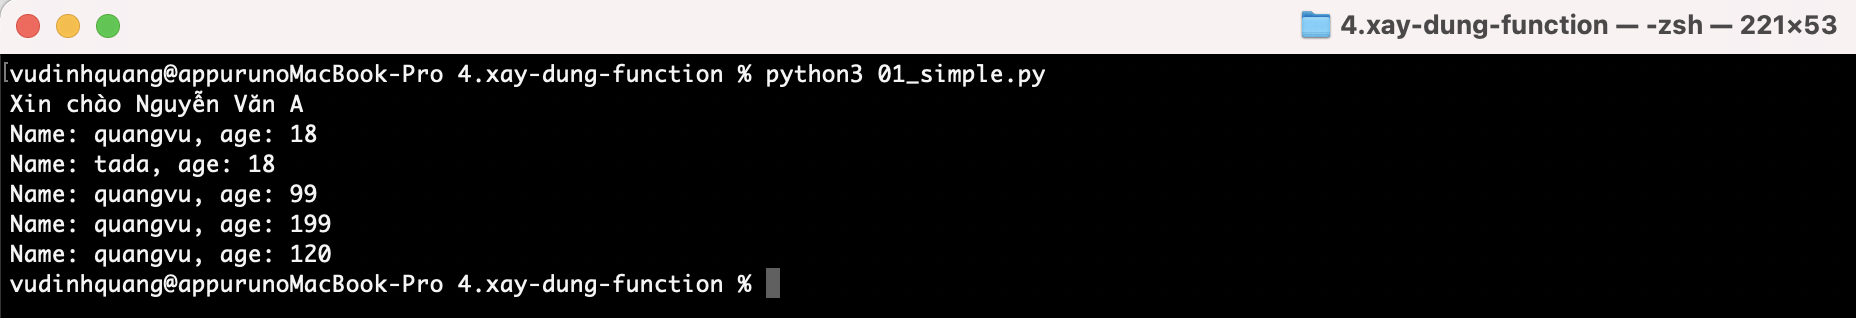 4.xay-dung-function — -zsh — 221×53
vudinhquang@appurunoMacBook-Pro 4.xay-dung-function % python3 01_simple.py
Xin chào Nguyễn Văn A
Name: quangvu, age: 18
Name: tada, age: 18
Name: quangvu, age: 99
Name: quangvu, age: 199
Name: quangvu, age: 120
vudinhquang@appurunoMacBook-Pro 4.xay-dung-function %